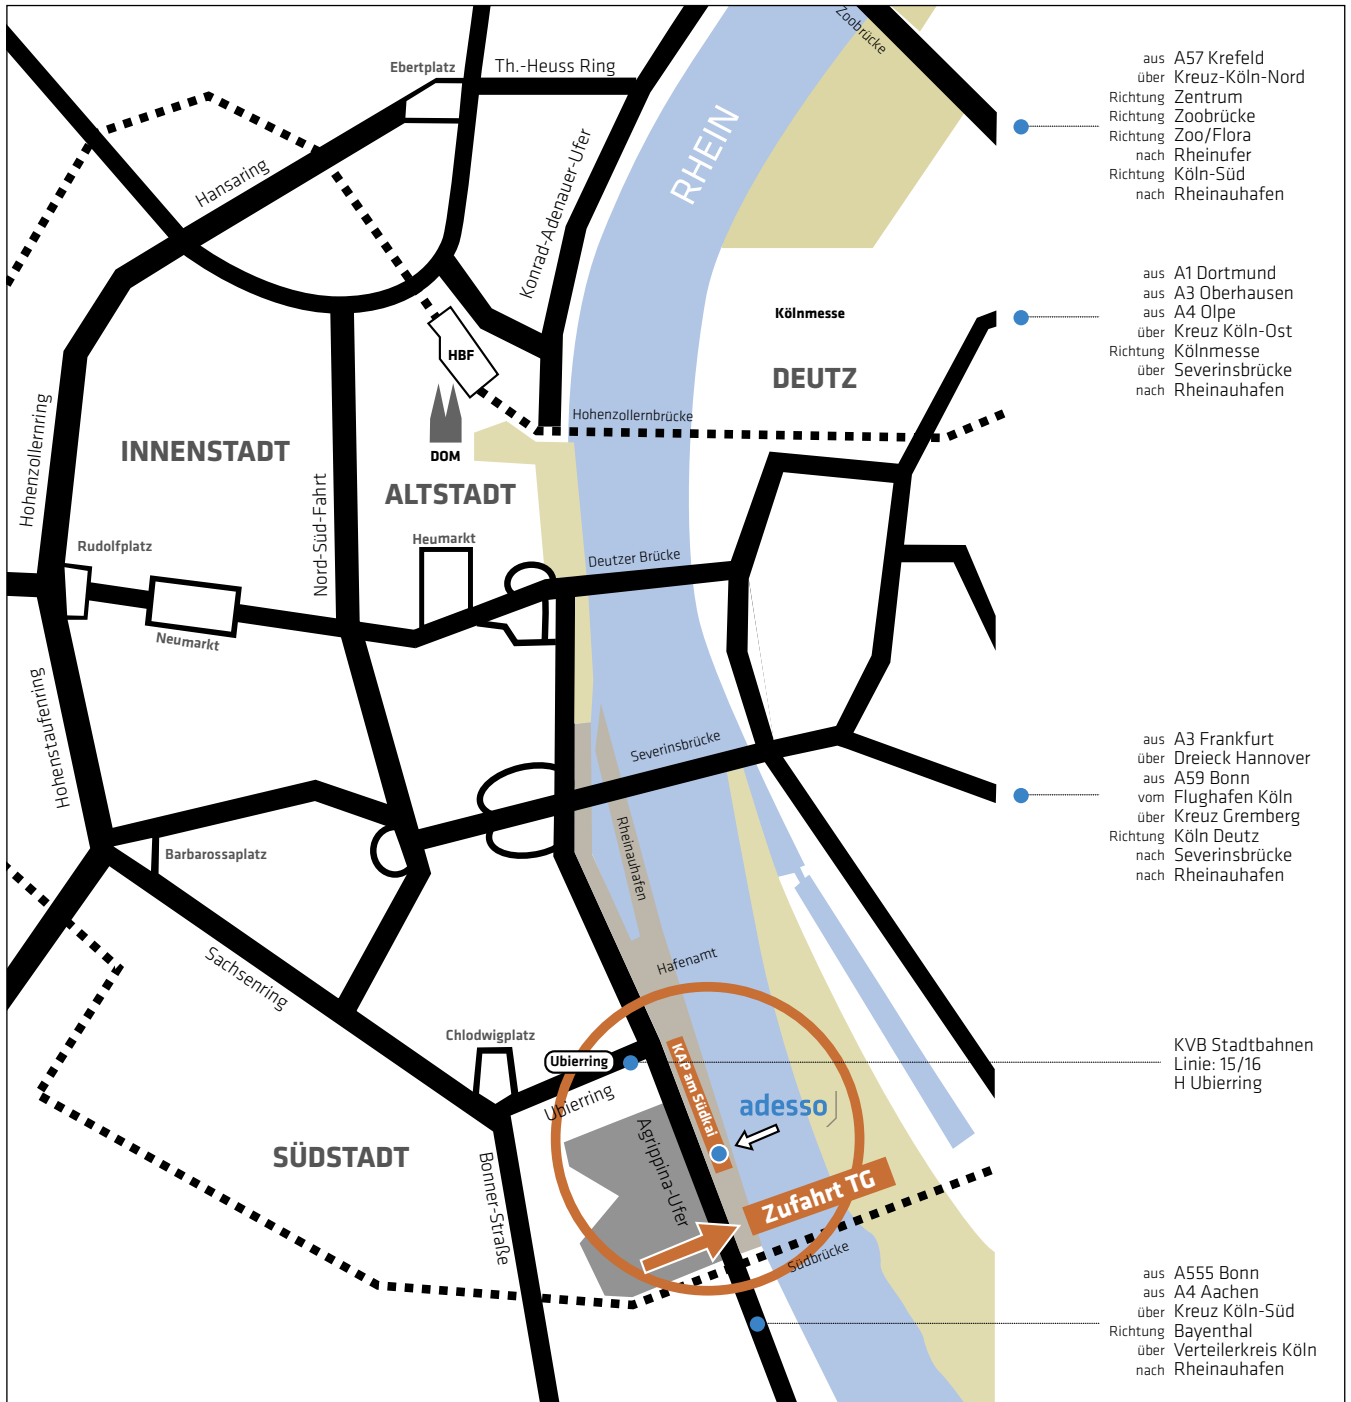 Zoobrücke
Ebertplatz
Th.-Heuss Ring
RHEIN
Hansaring
Konrad-Adenauer-Ufer
Kölnmesse
DEUTZ
HBF
Hohenzollernbrücke
DOM
INNENSTADT
ALTSTADT
Hohenzollernring
Nord-Süd-Fahrt
Heumarkt
Rudolfplatz
Deutzer Brücke
Neumarkt
Hohenstaufenring
Severinsbrücke
Rheinauhafen
Barbarossaplatz
Sachsenring
Hafenamt
Chlodwigplatz
Ubierring
Ubierring
KAP am Südkai
adesso
SÜDSTADT
Bonner-Straße
Agrippina-Ufer
Zufahrt TG
Südbrücke
aus A57 Krefeld
über Kreuz-Köln-Nord
Richtung Zentrum
Richtung Zoobrücke
Richtung Zoo/Flora
nach Rheinufer
Richtung Köln-Süd
nach Rheinauhafen
aus A1 Dortmund
aus A3 Oberhausen
aus A4 Olpe
über Kreuz Köln-Ost
Richtung Kölnmesse
über Severinsbrücke
nach Rheinauhafen
aus A3 Frankfurt
über Dreieck Hannover
aus A59 Bonn
vom Flughafen Köln
über Kreuz Gremberg
Richtung Köln Deutz
nach Severinsbrücke
nach Rheinauhafen
KVB Stadtbahnen
Linie: 15/16
H Ubierring
aus A555 Bonn
aus A4 Aachen
über Kreuz Köln-Süd
Richtung Bayenthal
über Verteilerkreis Köln
nach Rheinauhafen